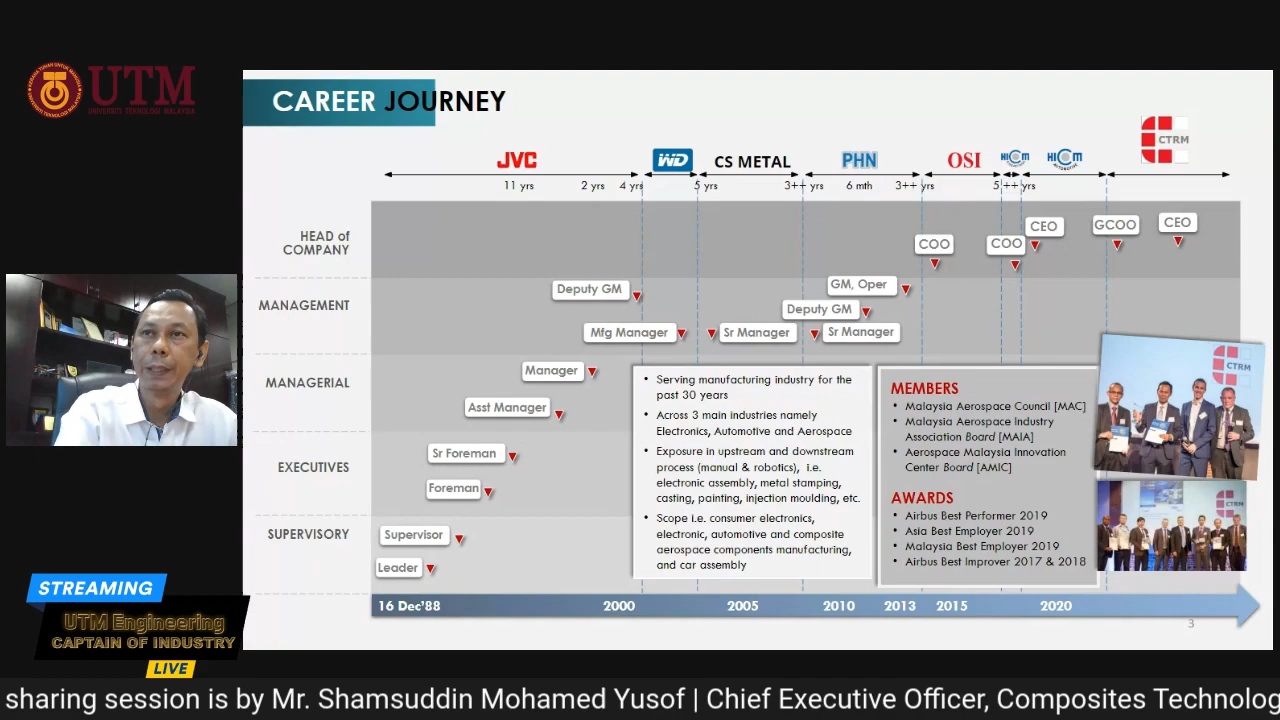 UTM
UNIVERSITI TEKNOLOGI MALAYSIA
CAREER JOURNEY
JVC
WD
CS METAL
PHN
OSI
HICOM
HICOM
AUTOMOTIVE
CTRM
11 yrs 2 yrs 4 yrs 5 yrs 3++ yrs 6 mth 3++ yrs 5 ++ yrs
HEAD of
COMPANY
COO
COO
CEO
GCOO
CEO
MANAGEMENT
Deputy GM
GM, Oper
Deputy GM
Mfg Manager
Sr Manager
Sr Manager
MANAGERIAL
Manager
Asst Manager
EXECUTIVES
Sr Foreman
Foreman
SUPERVISORY
Supervisor
Leader
• Serving manufacturing industry for the
past 30 years
• Across 3 main industries namely
Electronics, Automotive and Aerospace
• Exposure in upstream and downstream
process (manual & robotics), i.e.
electronic assembly, metal stamping,
casting, painting, injection moulding, etc.
• Scope i.e. consumer electronics,
electronic, automotive and composite
aerospace components manufacturing,
and car assembly
MEMBERS
• Malaysia Aerospace Council [MAC]
• Malaysia Aerospace Industry
Association Board [MAIA]
• Aerospace Malaysia Innovation
Center Board [AMIC]
AWARDS
• Airbus Best Performer 2019
• Asia Best Employer 2019
• Malaysia Best Employer 2019
• Airbus Best Improver 2017 & 2018
CTRM
CTRM
16 Dec'88 2000 2005 2010 2013 2015 2020
3
STREAMING
UTM Engineering
CAPTAIN OF INDUSTRY
LIVE
sharing session is by Mr. Shamsuddin Mohamed Yusof | Chief Executive Officer, Composites Technolog